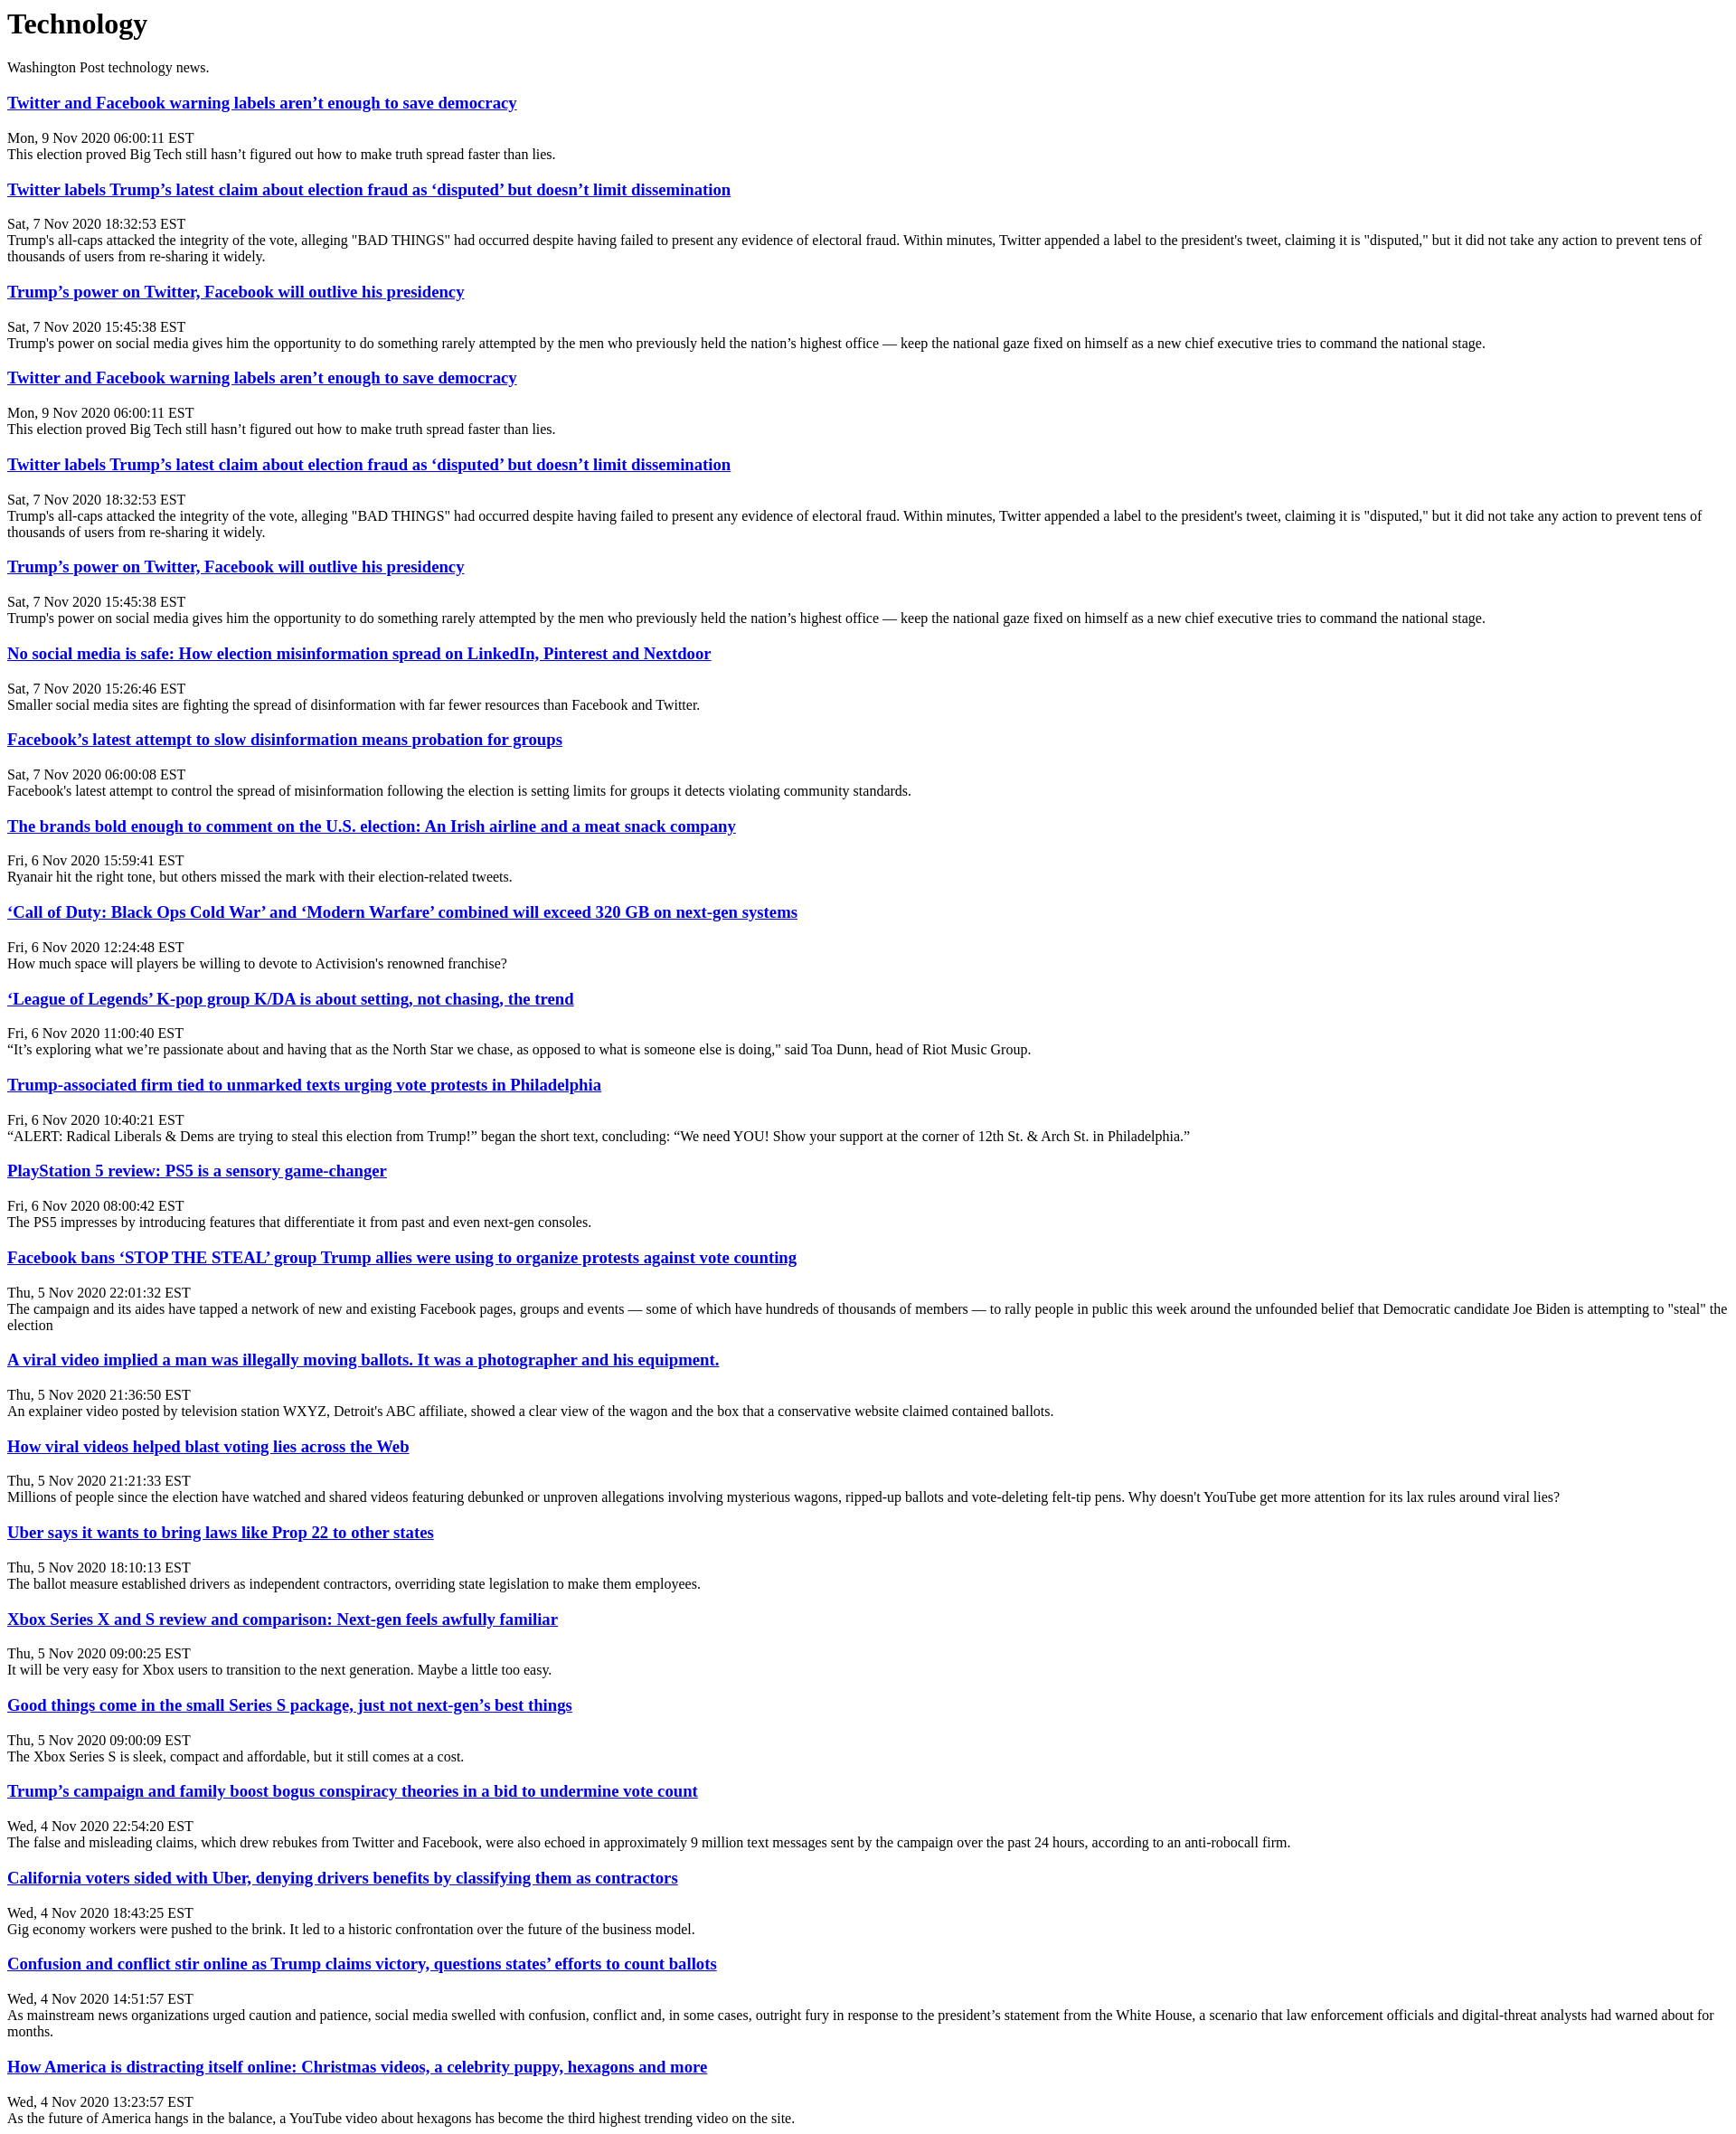 Technology
Washington Post technology news.
Twitter and Facebook warning labels aren’t enough to save democracy
Mon, 9 Nov 2020 06:00:11 EST
This election proved Big Tech still hasn’t figured out how to make truth spread faster than lies.
Twitter labels Trump’s latest claim about election fraud as ‘disputed’ but doesn’t limit dissemination
Sat, 7 Nov 2020 18:32:53 EST
Trump's all-caps attacked the integrity of the vote, alleging "BAD THINGS" had occurred despite having failed to present any evidence of electoral fraud. Within minutes, Twitter appended a label to the president's tweet, claiming it is "disputed," but it did not take any action to prevent tens of
thousands of users from re-sharing it widely.
Trump’s power on Twitter, Facebook will outlive his presidency
Sat, 7 Nov 2020 15:45:38 EST
Trump's power on social media gives him the opportunity to do something rarely attempted by the men who previously held the nation’s highest office — keep the national gaze fixed on himself as a new chief executive tries to command the national stage.
Twitter and Facebook warning labels aren’t enough to save democracy
Mon, 9 Nov 2020 06:00:11 EST
This election proved Big Tech still hasn’t figured out how to make truth spread faster than lies.
Twitter labels Trump’s latest claim about election fraud as ‘disputed’ but doesn’t limit dissemination
Sat, 7 Nov 2020 18:32:53 EST
Trump's all-caps attacked the integrity of the vote, alleging "BAD THINGS" had occurred despite having failed to present any evidence of electoral fraud. Within minutes, Twitter appended a label to the president's tweet, claiming it is "disputed," but it did not take any action to prevent tens of
thousands of users from re-sharing it widely.
Trump’s power on Twitter, Facebook will outlive his presidency
Sat, 7 Nov 2020 15:45:38 EST
Trump's power on social media gives him the opportunity to do something rarely attempted by the men who previously held the nation’s highest office — keep the national gaze fixed on himself as a new chief executive tries to command the national stage.
No social media is safe: How election misinformation spread on LinkedIn, Pinterest and Nextdoor
Sat, 7 Nov 2020 15:26:46 EST
Smaller social media sites are fighting the spread of disinformation with far fewer resources than Facebook and Twitter.
Facebook’s latest attempt to slow disinformation means probation for groups
Sat, 7 Nov 2020 06:00:08 EST
Facebook's latest attempt to control the spread of misinformation following the election is setting limits for groups it detects violating community standards.
The brands bold enough to comment on the U.S. election: An Irish airline and a meat snack company
Fri, 6 Nov 2020 15:59:41 EST
Ryanair hit the right tone, but others missed the mark with their election-related tweets.
‘Call of Duty: Black Ops Cold War’ and ‘Modern Warfare’ combined will exceed 320 GB on next-gen systems
Fri, 6 Nov 2020 12:24:48 EST
How much space will players be willing to devote to Activision's renowned franchise?
‘League of Legends’ K-pop group K/DA is about setting, not chasing, the trend
Fri, 6 Nov 2020 11:00:40 EST
“It’s exploring what we’re passionate about and having that as the North Star we chase, as opposed to what is someone else is doing," said Toa Dunn, head of Riot Music Group.
Trump-associated firm tied to unmarked texts urging vote protests in Philadelphia
Fri, 6 Nov 2020 10:40:21 EST
“ALERT: Radical Liberals & Dems are trying to steal this election from Trump!” began the short text, concluding: “We need YOU! Show your support at the corner of 12th St. & Arch St. in Philadelphia.”
PlayStation 5 review: PS5 is a sensory game-changer
Fri, 6 Nov 2020 08:00:42 EST
The PS5 impresses by introducing features that differentiate it from past and even next-gen consoles.
Facebook bans ‘STOP THE STEAL’ group Trump allies were using to organize protests against vote counting
Thu, 5 Nov 2020 22:01:32 EST
The campaign and its aides have tapped a network of new and existing Facebook pages, groups and events — some of which have hundreds of thousands of members — to rally people in public this week around the unfounded belief that Democratic candidate Joe Biden is attempting to "steal" the
election
A viral video implied a man was illegally moving ballots. It was a photographer and his equipment.
Thu, 5 Nov 2020 21:36:50 EST
An explainer video posted by television station WXYZ, Detroit's ABC affiliate, showed a clear view of the wagon and the box that a conservative website claimed contained ballots.
How viral videos helped blast voting lies across the Web
Thu, 5 Nov 2020 21:21:33 EST
Millions of people since the election have watched and shared videos featuring debunked or unproven allegations involving mysterious wagons, ripped-up ballots and vote-deleting felt-tip pens. Why doesn't YouTube get more attention for its lax rules around viral lies?
Uber says it wants to bring laws like Prop 22 to other states
Thu, 5 Nov 2020 18:10:13 EST
The ballot measure established drivers as independent contractors, overriding state legislation to make them employees.
Xbox Series X and S review and comparison: Next-gen feels awfully familiar
Thu, 5 Nov 2020 09:00:25 EST
It will be very easy for Xbox users to transition to the next generation. Maybe a little too easy.
Good things come in the small Series S package, just not next-gen’s best things
Thu, 5 Nov 2020 09:00:09 EST
The Xbox Series S is sleek, compact and affordable, but it still comes at a cost.
Trump’s campaign and family boost bogus conspiracy theories in a bid to undermine vote count
Wed, 4 Nov 2020 22:54:20 EST
The false and misleading claims, which drew rebukes from Twitter and Facebook, were also echoed in approximately 9 million text messages sent by the campaign over the past 24 hours, according to an anti-robocall firm.
California voters sided with Uber, denying drivers benefits by classifying them as contractors
Wed, 4 Nov 2020 18:43:25 EST
Gig economy workers were pushed to the brink. It led to a historic confrontation over the future of the business model.
Confusion and conflict stir online as Trump claims victory, questions states’ efforts to count ballots
Wed, 4 Nov 2020 14:51:57 EST
As mainstream news organizations urged caution and patience, social media swelled with confusion, conflict and, in some cases, outright fury in response to the president’s statement from the White House, a scenario that law enforcement officials and digital-threat analysts had warned about for
months.
How America is distracting itself online: Christmas videos, a celebrity puppy, hexagons and more
Wed, 4 Nov 2020 13:23:57 EST
As the future of America hangs in the balance, a YouTube video about hexagons has become the third highest trending video on the site.